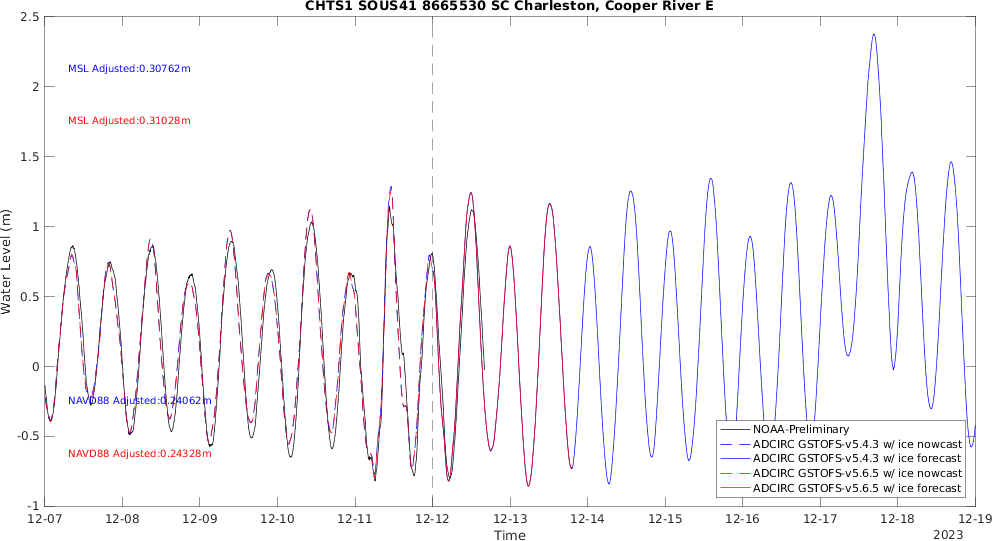 CHTS1 SOUS41 8665530 SC Charleston, Cooper River E
2.5
2
1.5
1
0.5
0
-0.5
-1
Water Level (m)
MSL Adjusted:0.30762m
MSL Adjusted:0.31028m
NAVD88 Adjusted:0.24062m
NAVD88 Adjusted:0.24328m
NOAA-Preliminary
ADCIRC GSTOFS-v5.4.3 w/ ice nowcast
ADCIRC GSTOFS-v5.4.3 w/ ice forecast
ADCIRC GSTOFS-v5.6.5 w/ ice nowcast
ADCIRC GSTOFS-v5.6.5 w/ ice forecast
12-07 12-08 12-09 12-10 12-11 12-12 12-13 12-14 12-15 12-16 12-17 12-18 12-19
Time
2023